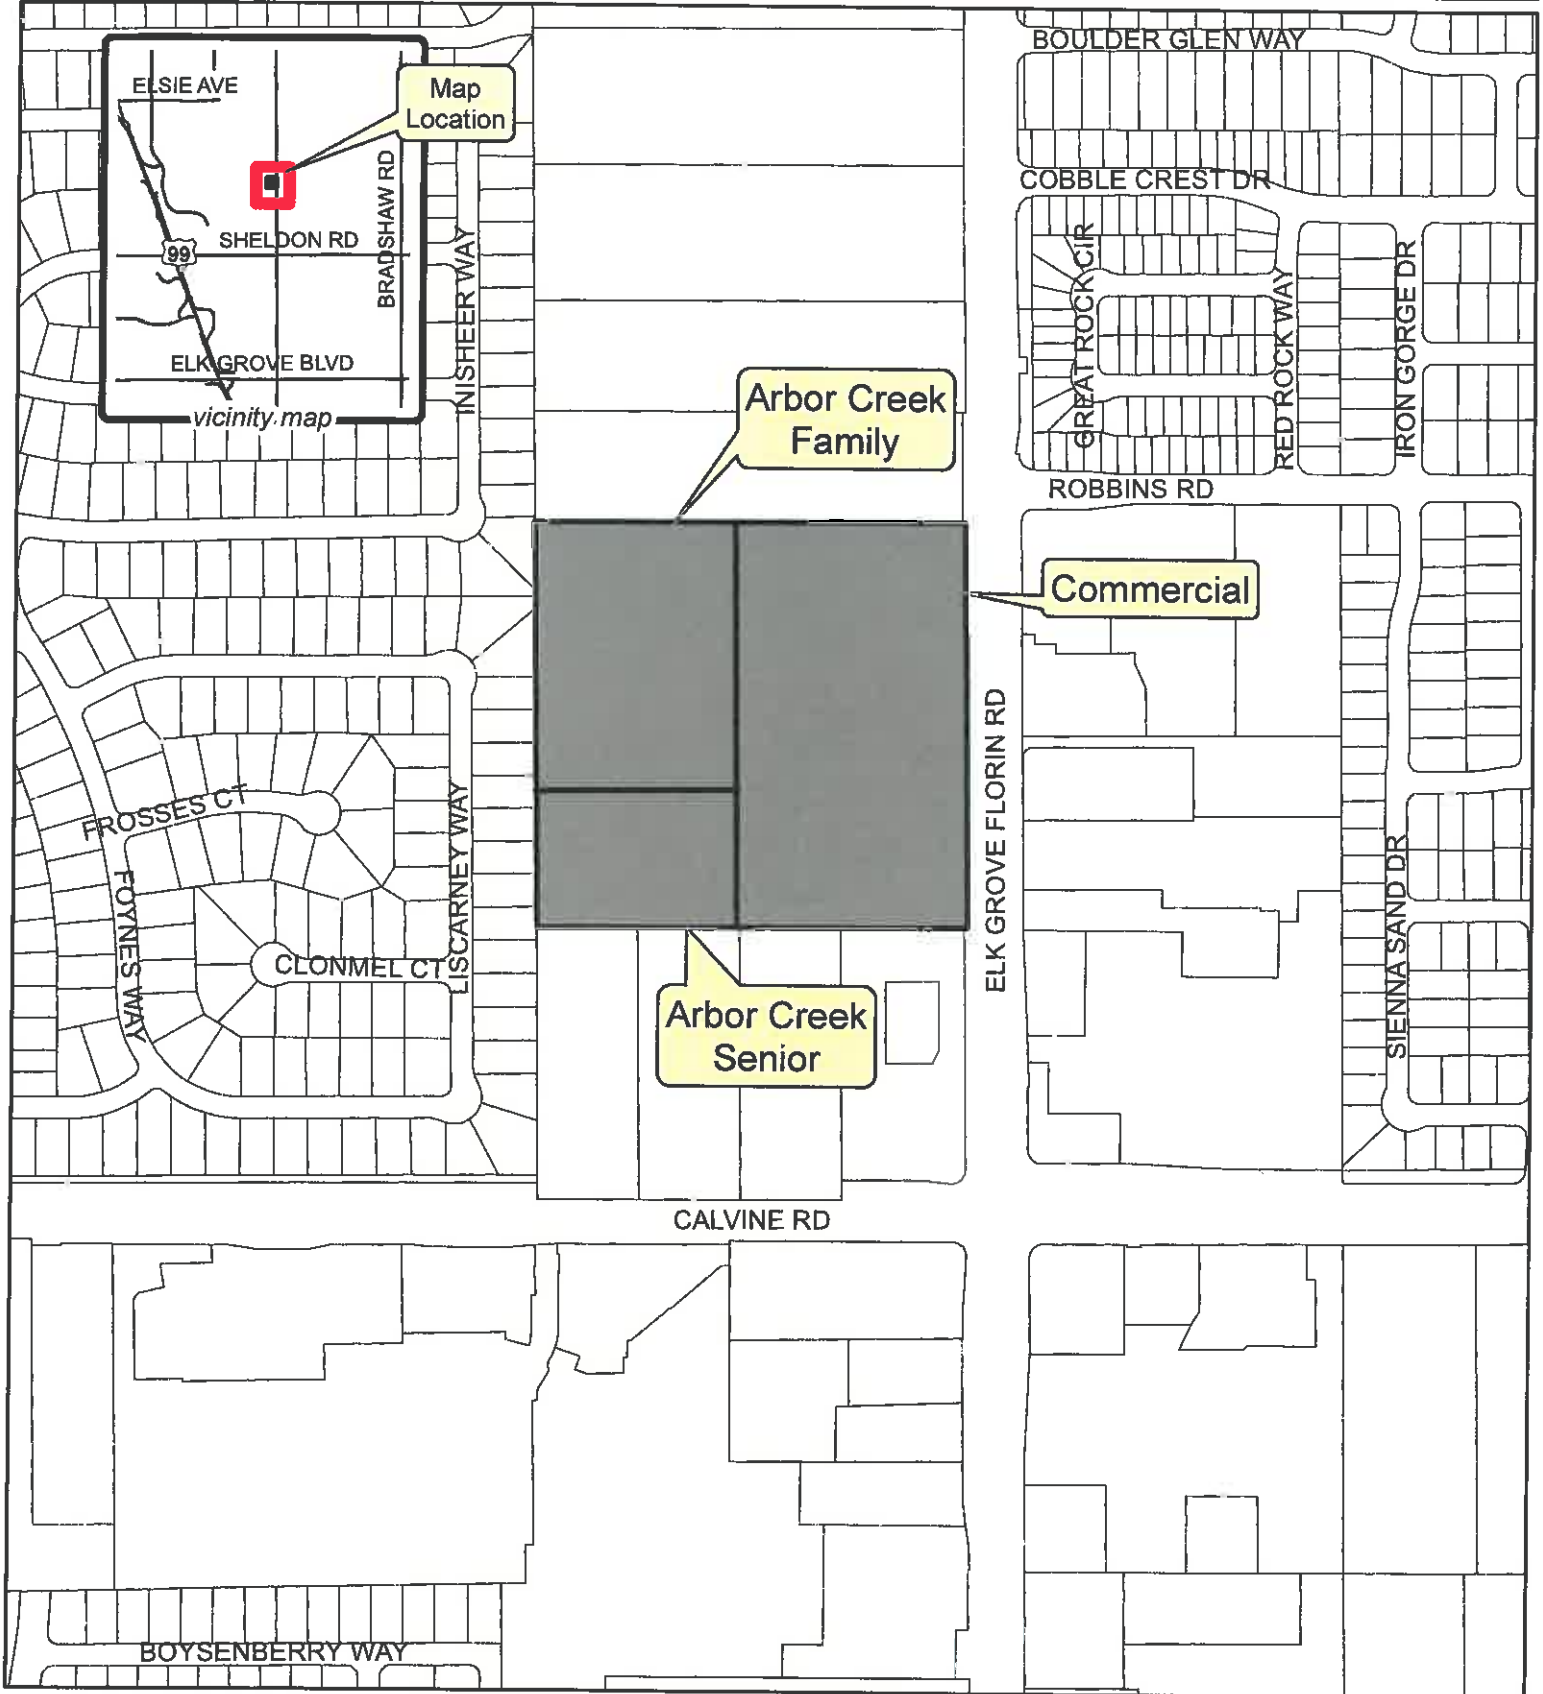 BOULDER GLEN WAY
ELSIE AVE
Map
Location
COBBLE CREST DR
BRADSHAW RD
SHELDON RD
99
INISHEER WAY
GREAT ROCK CIR
RED ROCK WAY
IRON GORGE DR
ELK GROVE BLVD
vicinity map
Arbor Creek
Family
ROBBINS RD
Commercial
ELK GROVE FLORIN RD
FROSSES CT
LISCARNEY WAY
FOYNES WAY
SIENNA SAND DR
CLONMEL CT
Arbor Creek
Senior
CALVINE RD
BOYSENBERRY WAY